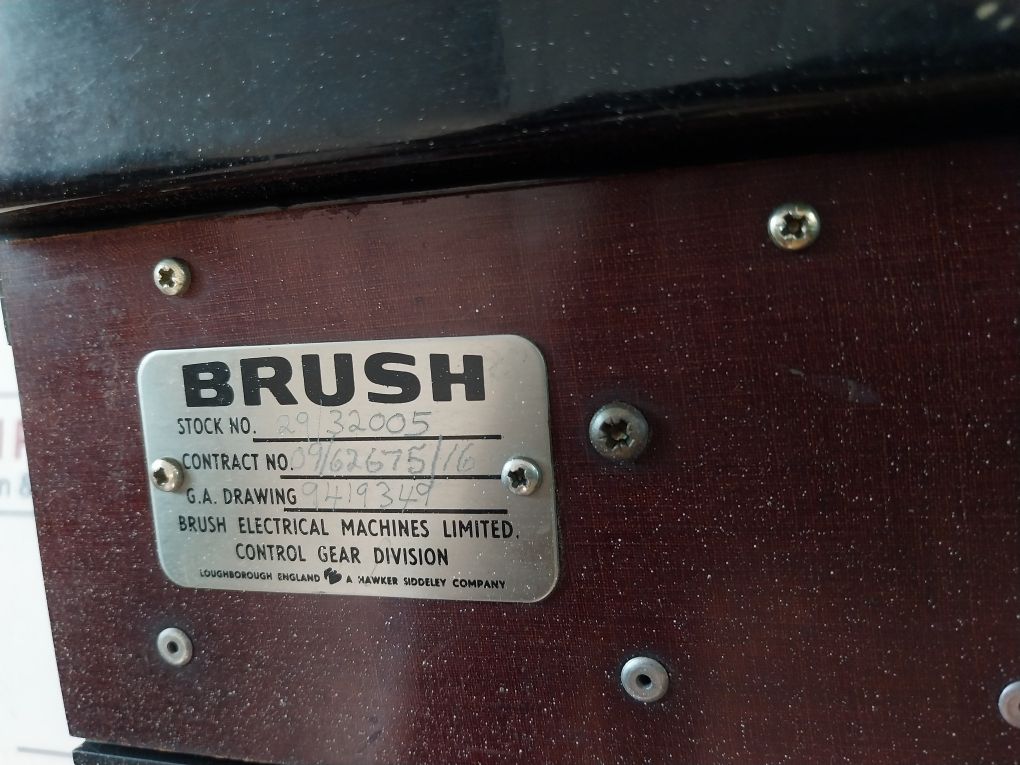 BRUSH
STOCK NO. 29/32005
CONTRACT NO. 09/62675/16
G.A. DRAWING 9419349
BRUSH ELECTRICAL MACHINES LIMITED.
CONTROL GEAR DIVISION
LOUGHBOROUGH ENGLAND A HAWKER SIDDELEY COMPANY